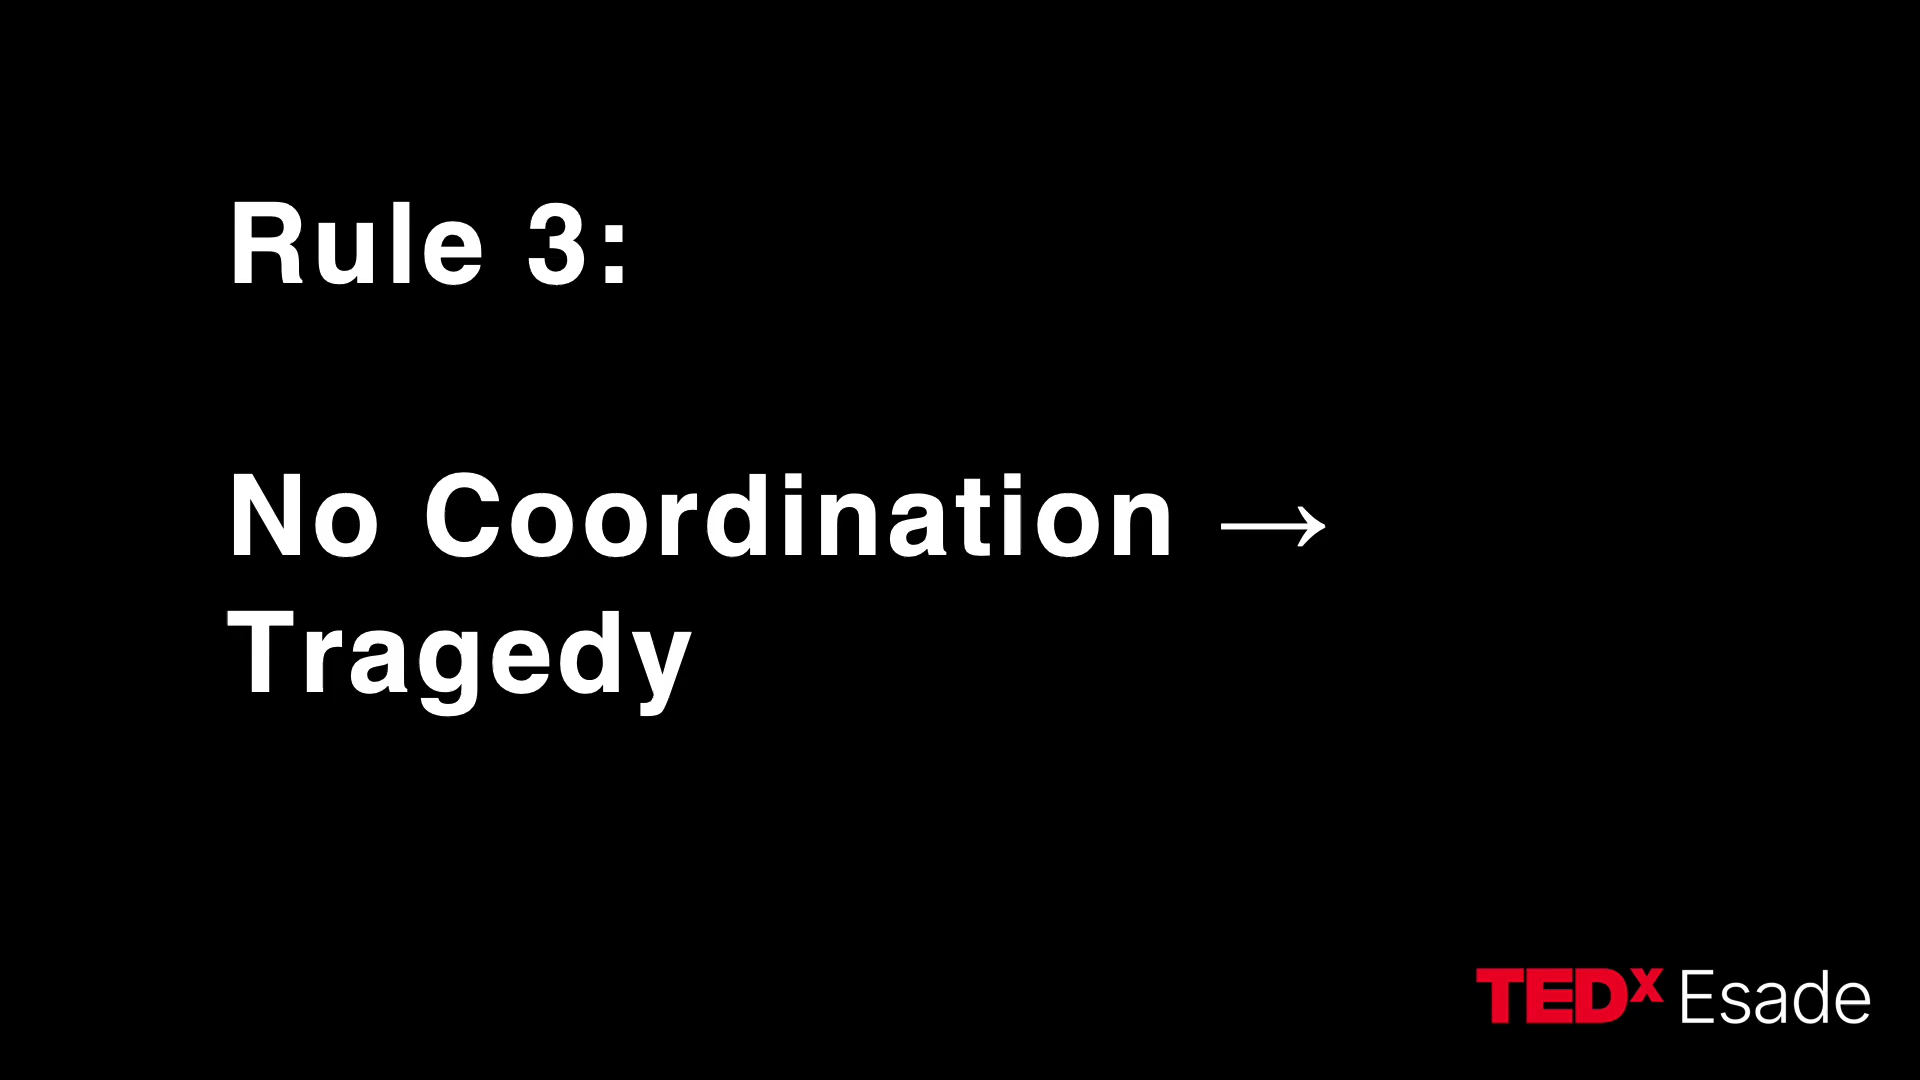 Rule 3:
No Coordination →
Tragedy
TEDx Esade